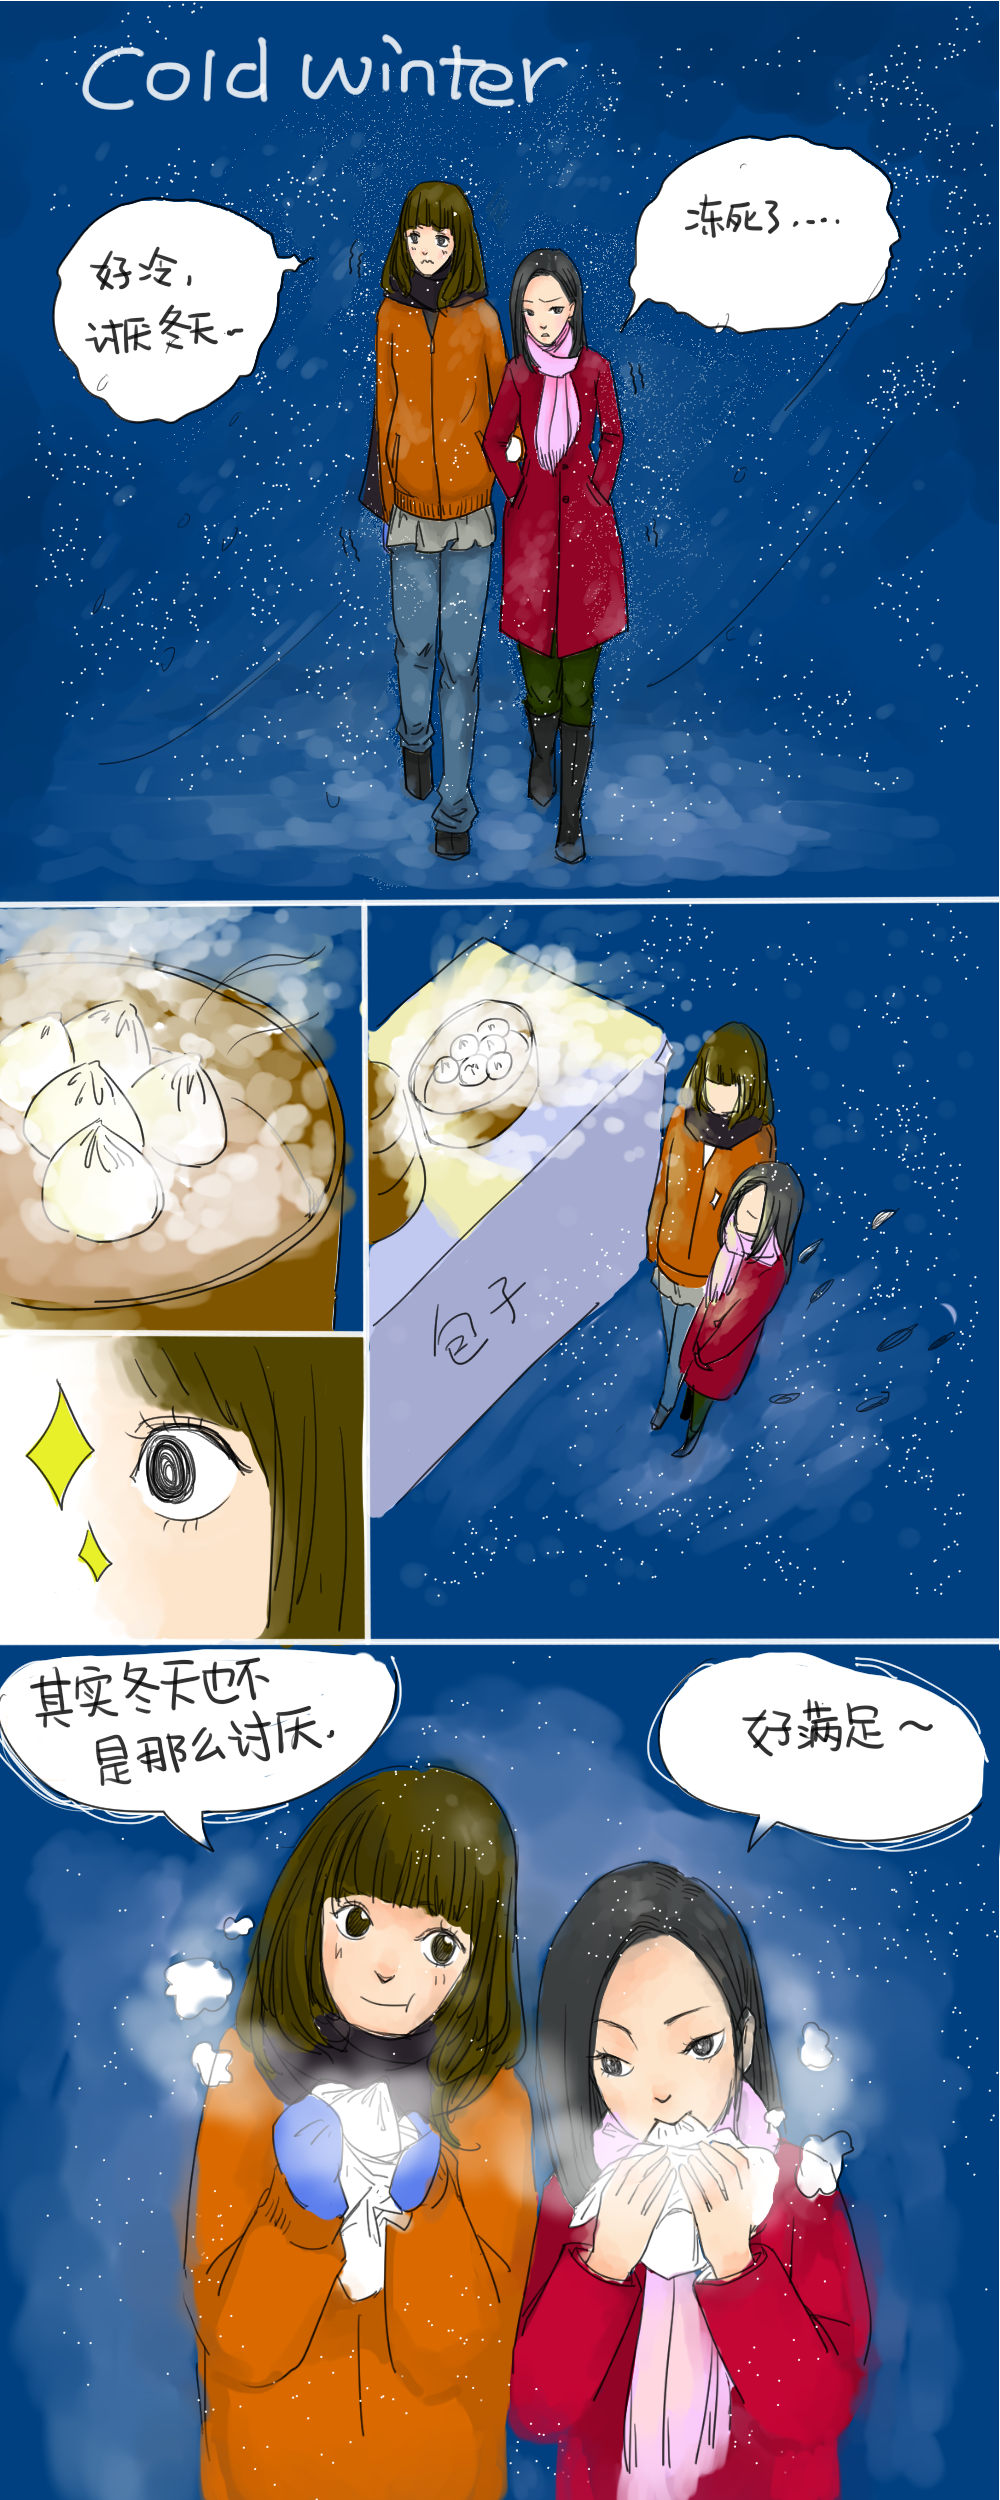 Cold winter
好冷，
讨厌冬天~
冻死了....
包子
其实冬天也不
是那么讨厌.
好满足~